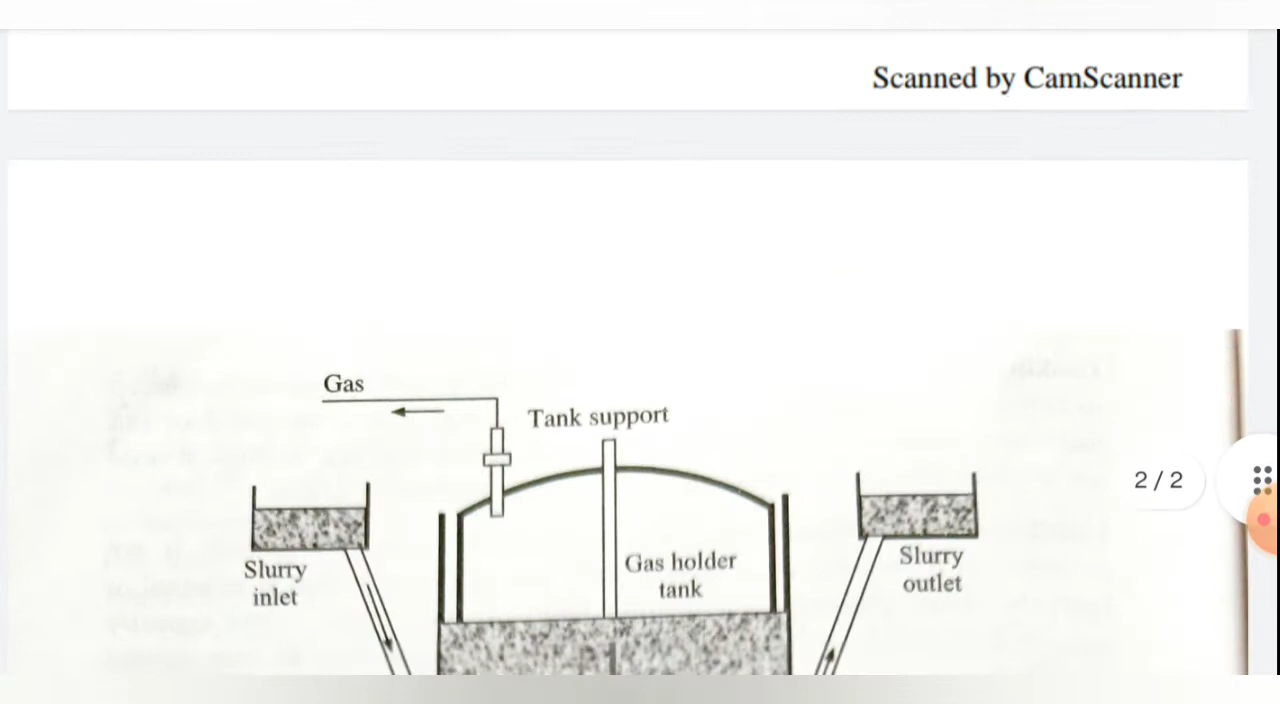 Scanned by CamScanner
Gas
Tank support
2 / 2
Gas holder
tank
Slurry
inlet
Slurry
outlet